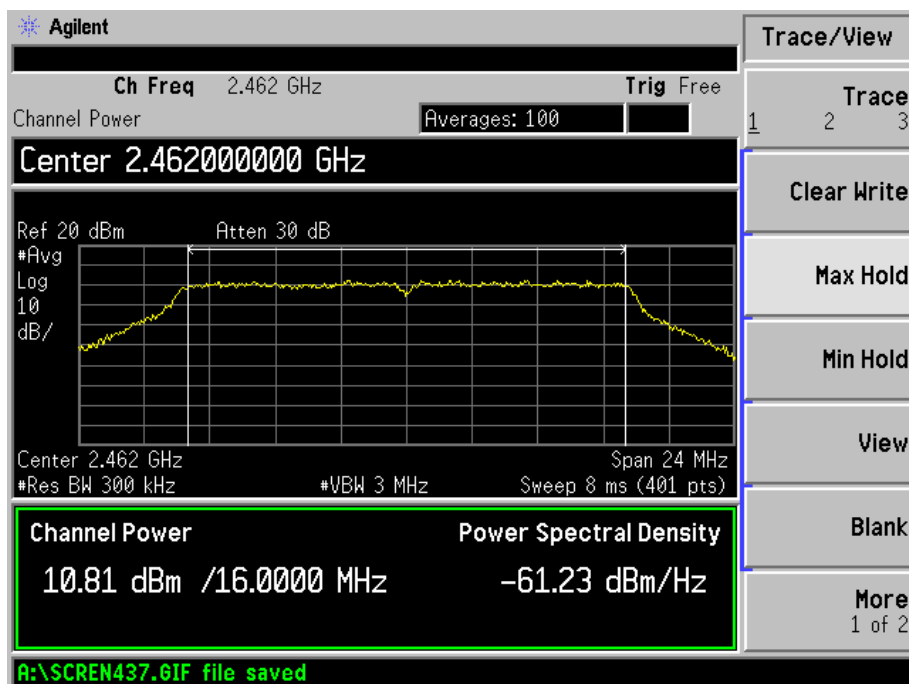 Agilent
Trace/View
Ch Freq 2.462 GHz Trig Free
Channel Power Averages: 100
Center 2.462000000 GHz
Ref 20 dBm Atten 30 dB
#Avg
Log
10
dB/
Center 2.462 GHz Span 24 MHz
#Res BW 300 kHz #VBW 3 MHz Sweep 8 ms (401 pts)
Channel Power Power Spectral Density
10.81 dBm /16.0000 MHz -61.23 dBm/Hz
A:\SCREN437.GIF file saved
Trace
1 2 3
Clear Write
Max Hold
Min Hold
View
Blank
More
1 of 2